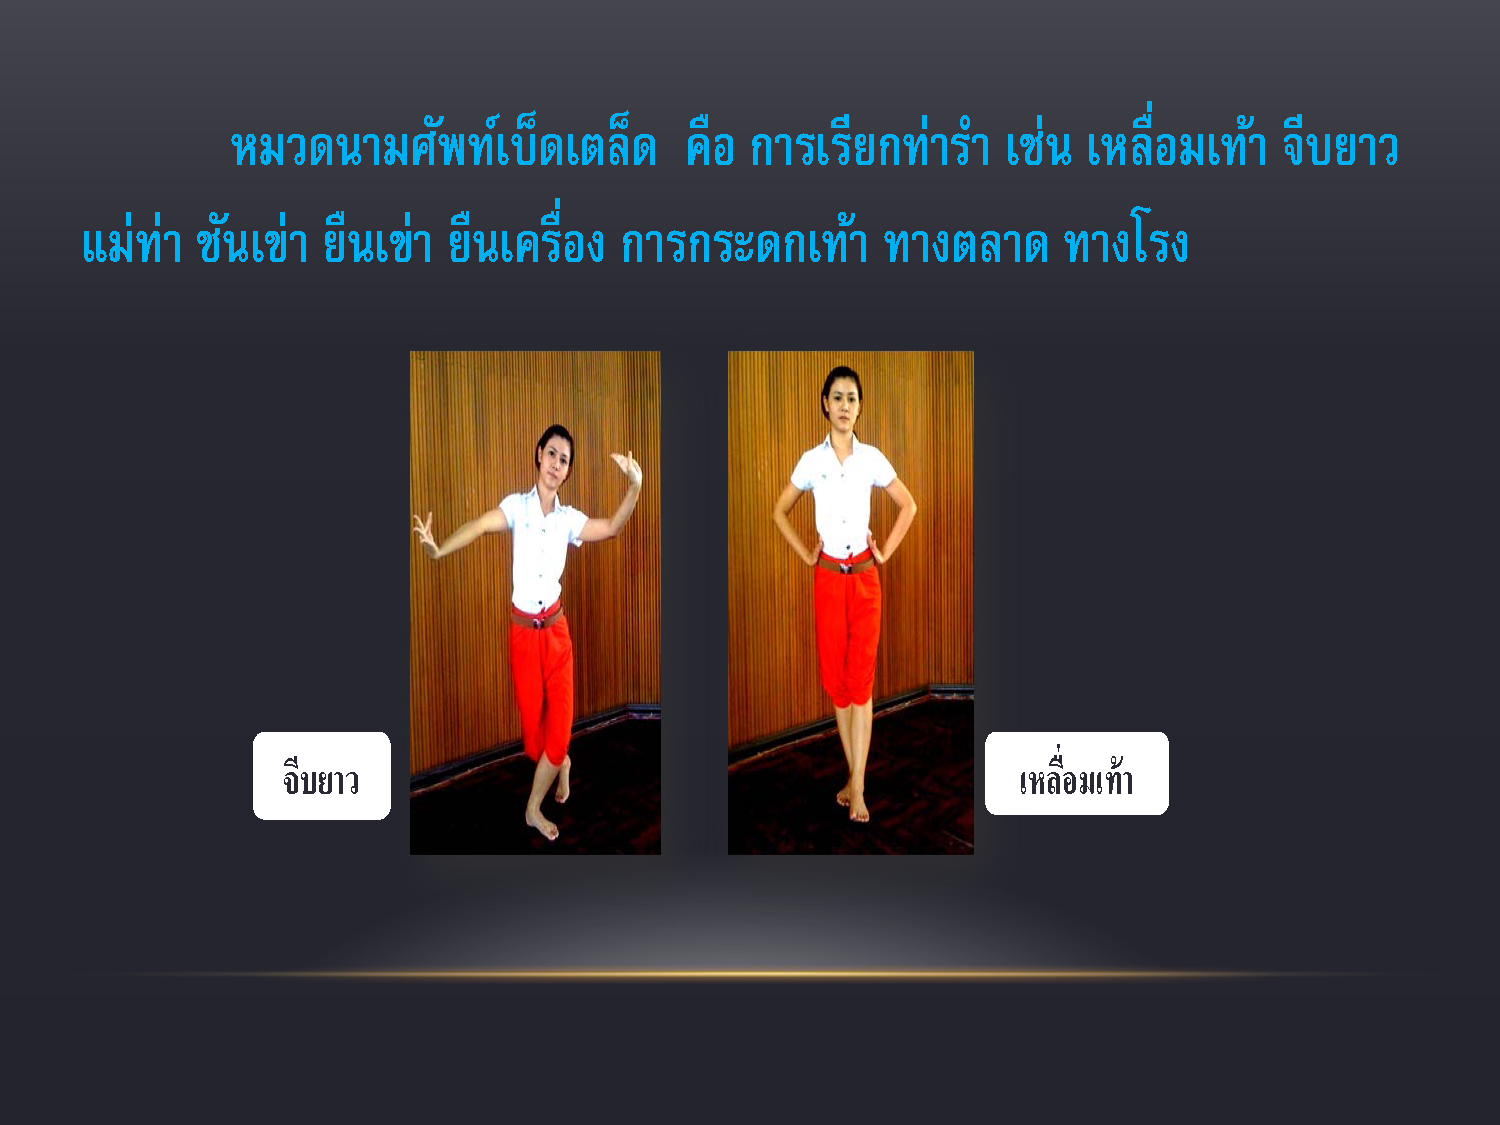 หมวดนามศัพท์เบ็ดเตล็ด คือ การเรียกท่ารำ เช่น เหลื่อมเท้า จีบยาว
แม่ท่า ชันเข่า ยืนเข่า ยืนเครื่อง การกระดกเท้า ทางตลาด ทางโรง
จีบยาว
เหลื่อมเท้า